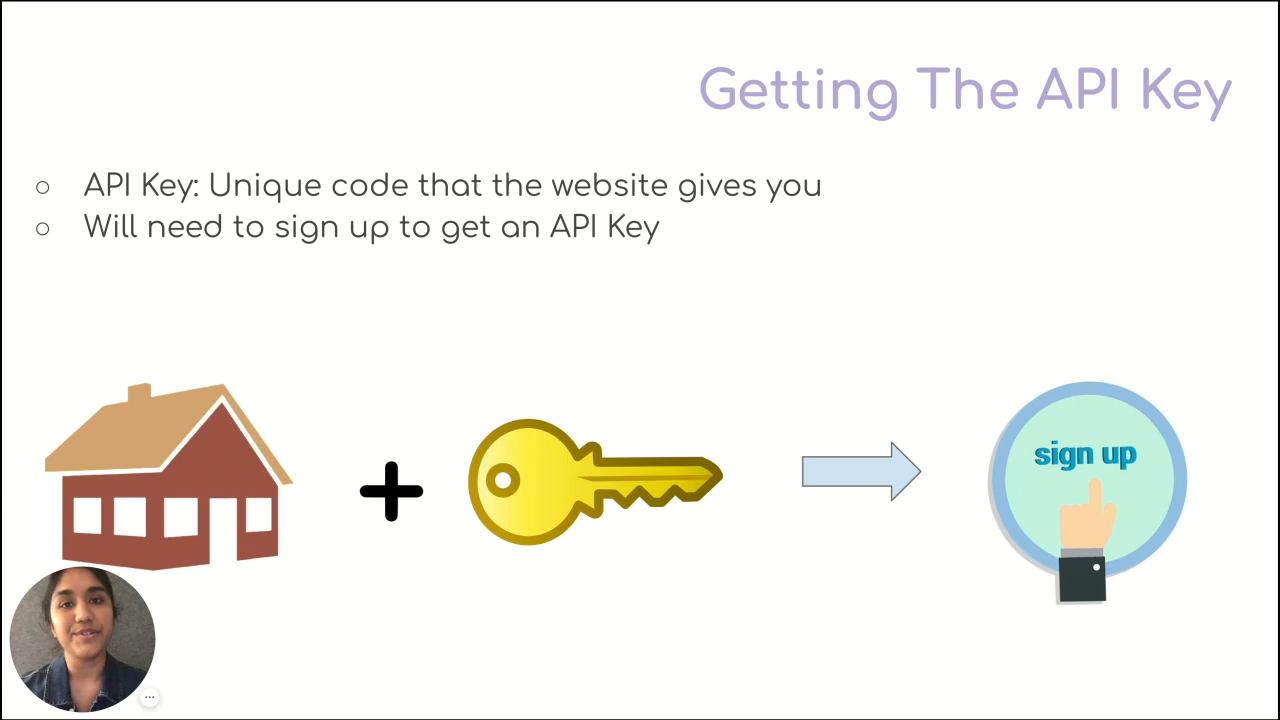 Getting The API Key
API Key: Unique code that the website gives you
Will need to sign up to get an API Key
sign up